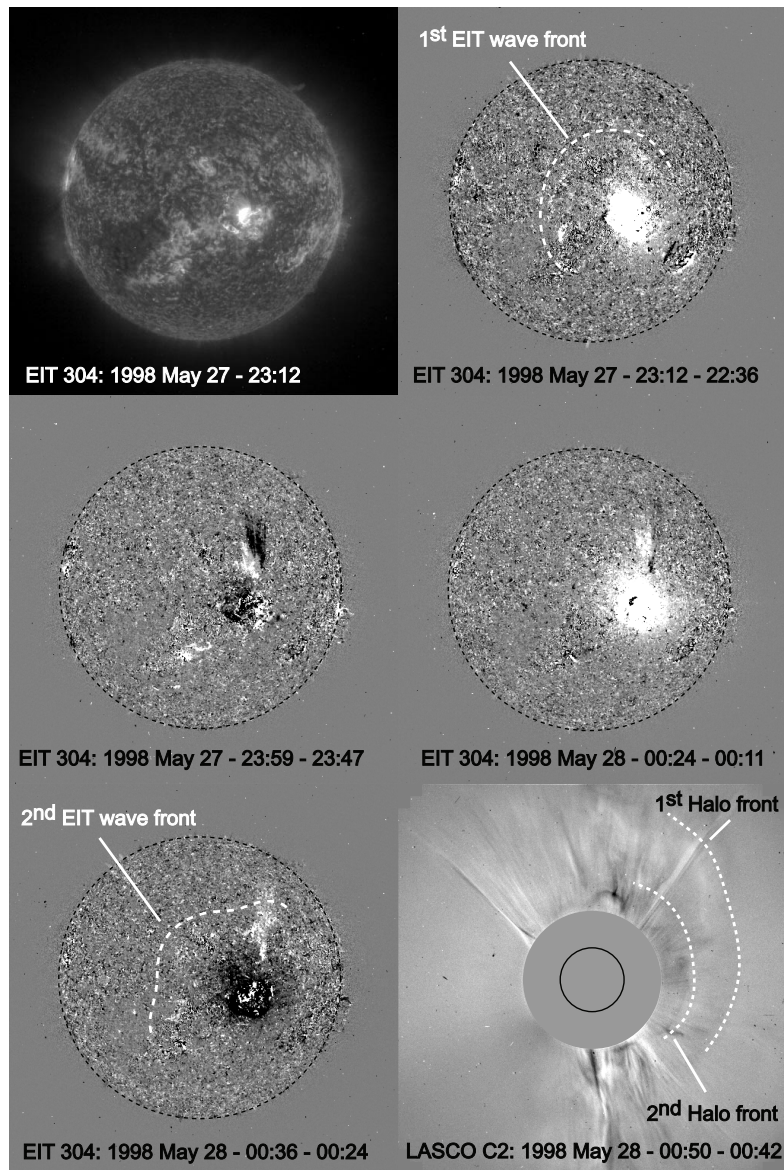 1st EIT wave front
EIT 304: 1998 May 27 - 23:12
EIT 304: 1998 May 27 - 23:12 - 22:36
EIT 304: 1998 May 27 - 23:59 - 23:47
EIT 304: 1998 May 28 - 00:24 - 00:11
2nd EIT wave front
1st Halo front
2nd Halo front
EIT 304: 1998 May 28 - 00:36 - 00:24
LASCO C2: 1998 May 28 - 00:50 - 00:42